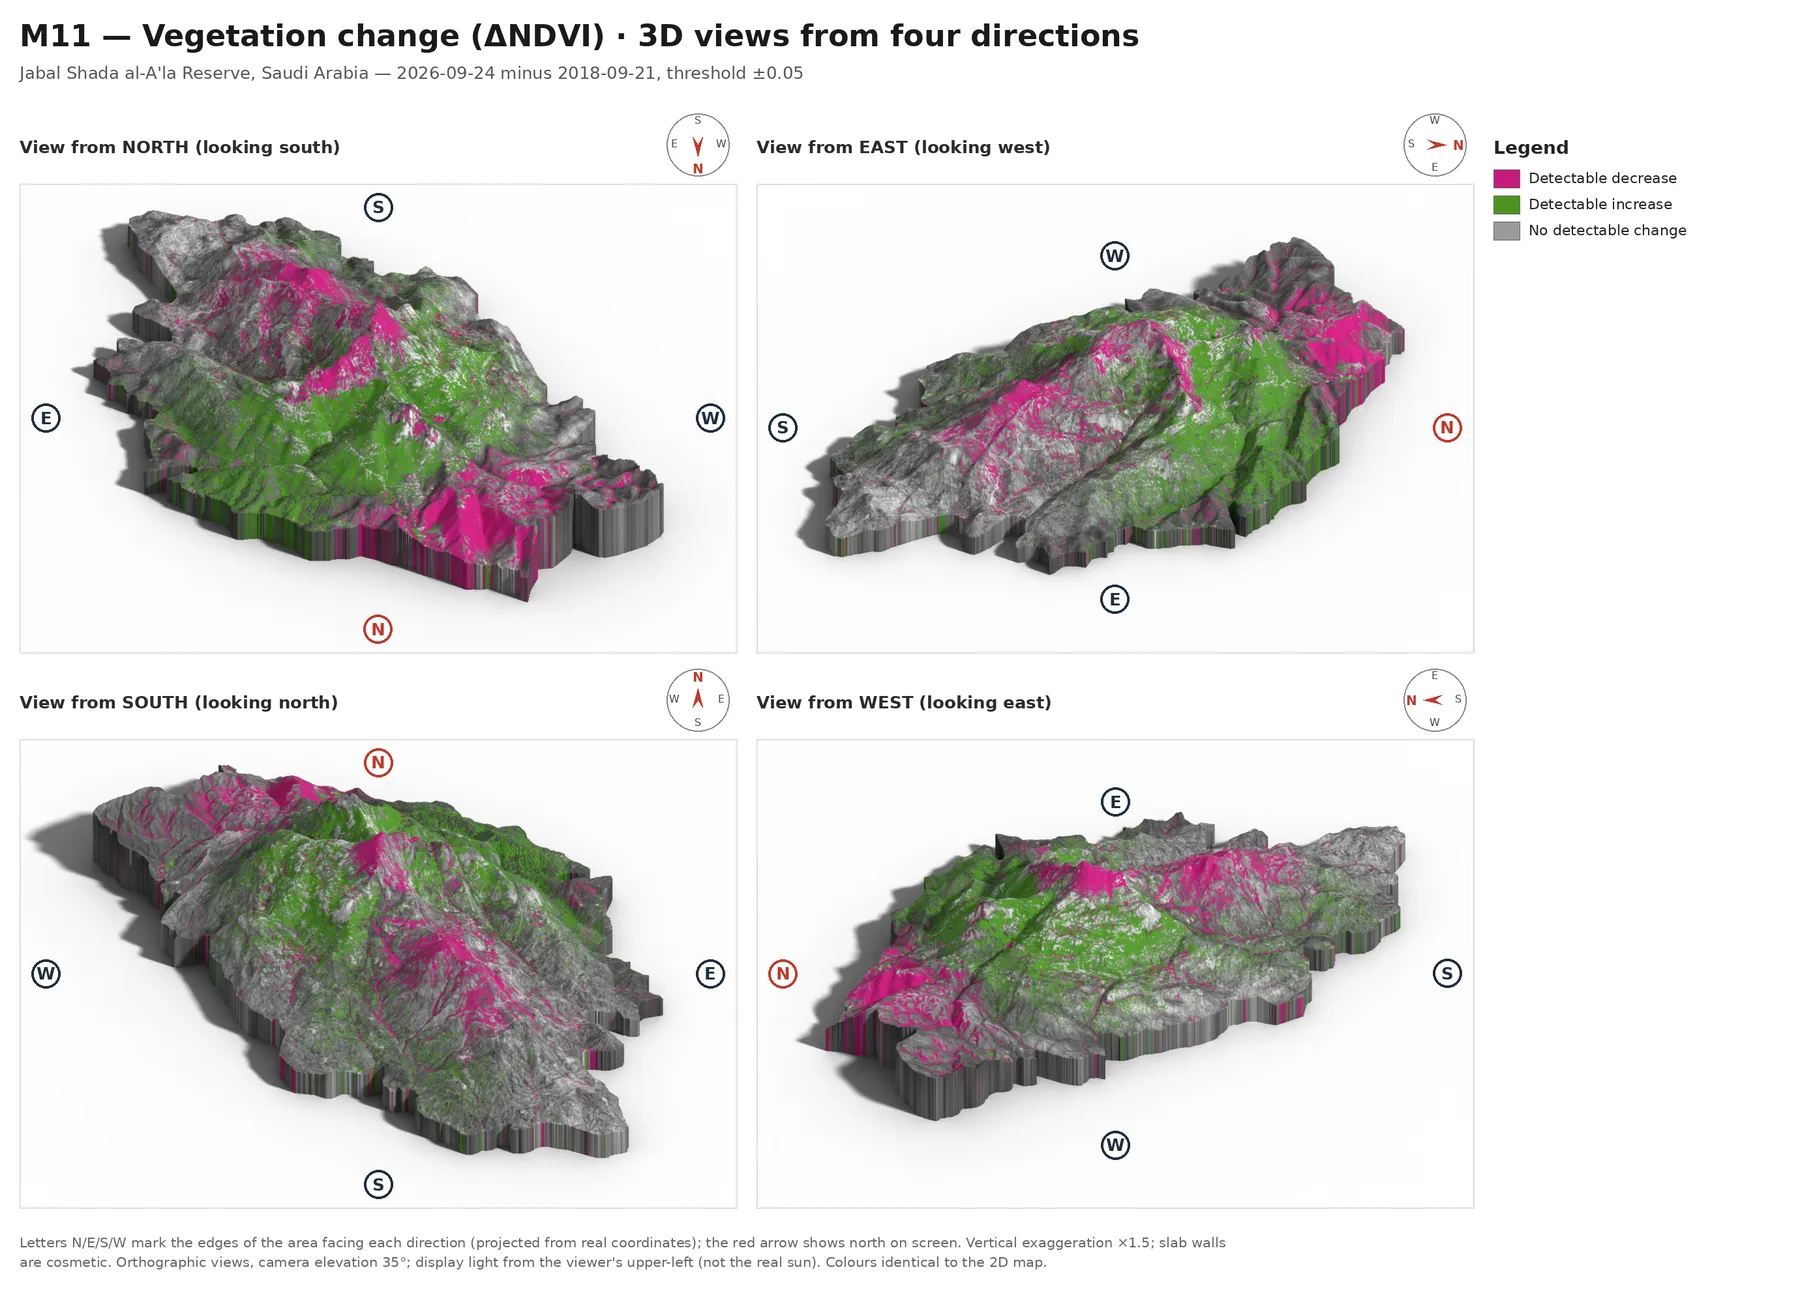 M11 — Vegetation change (ΔNDVI) · 3D views from four directions
Jabal Shada al-A'la Reserve, Saudi Arabia — 2026-09-24 minus 2018-09-21, threshold ±0.05
View from NORTH (looking south)
S
E W
N
View from EAST (looking west)
W
S N
E
Legend
Detectable decrease
Detectable increase
No detectable change
S
E
W
N
W
S
N
E
View from SOUTH (looking north)
N
W E
S
View from WEST (looking east)
E
N S
W
N
W
E
S
E
N
S
W
Letters N/E/S/W mark the edges of the area facing each direction (projected from real coordinates); the red arrow shows north on screen. Vertical exaggeration ×1.5; slab walls
are cosmetic. Orthographic views, camera elevation 35°; display light from the viewer's upper-left (not the real sun). Colours identical to the 2D map.